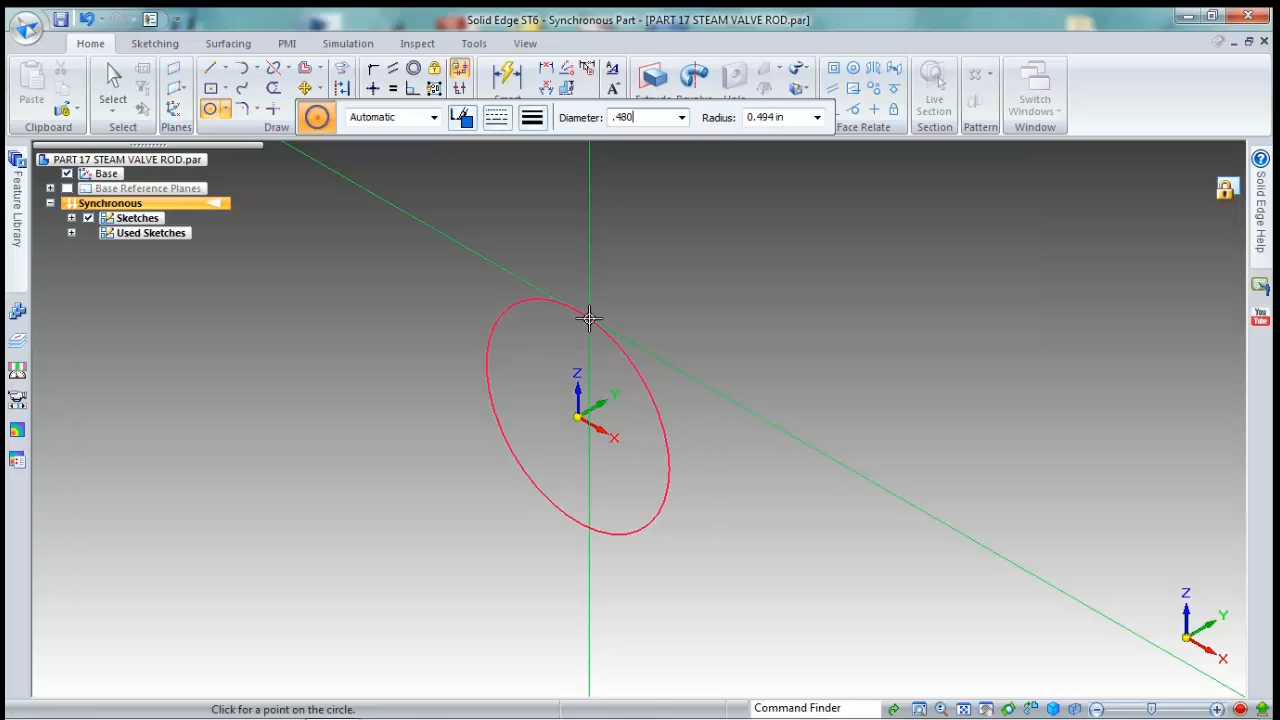 Solid Edge ST6 - Synchronous Part - [PART 17 STEAM VALVE ROD.par]
Home Sketching Surfacing PMI Simulation Inspect Tools View
Paste
Select
Live Section
Switch Windows
Clipboard Select Planes Draw Face Relate Section Pattern Window
Automatic Diameter: .480 Radius: 0.494 in
PART 17 STEAM VALVE ROD.par
Base
Base Reference Planes
Synchronous
Sketches
Used Sketches
Feature Library
Solid Edge Help
You Tube
Z
Y
X
Z
Y
X
Click for a point on the circle.
Command Finder